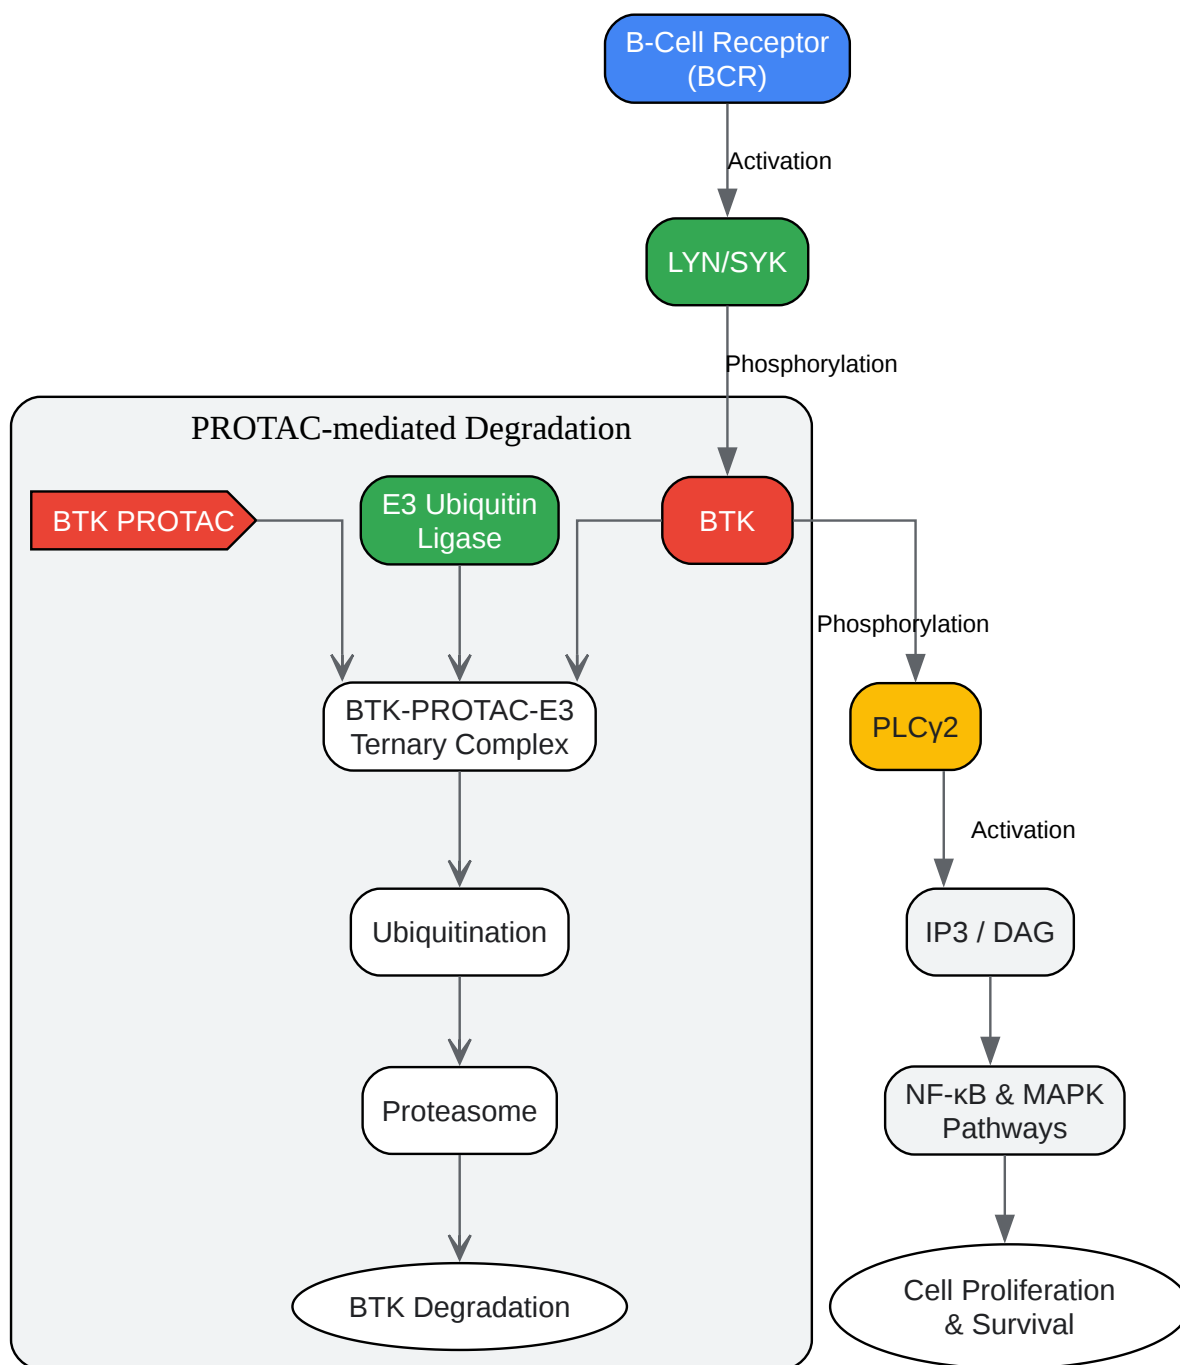 B-Cell Receptor
(BCR)
Activation
LYN/SYK
Phosphorylation
PROTAC-mediated Degradation
BTK PROTAC
E3 Ubiquitin
Ligase
BTK
Phosphorylation
BTK-PROTAC-E3
Ternary Complex
PLCγ2
Activation
Ubiquitination
IP3 / DAG
Proteasome
NF-κB & MAPK
Pathways
BTK Degradation
Cell Proliferation
& Survival